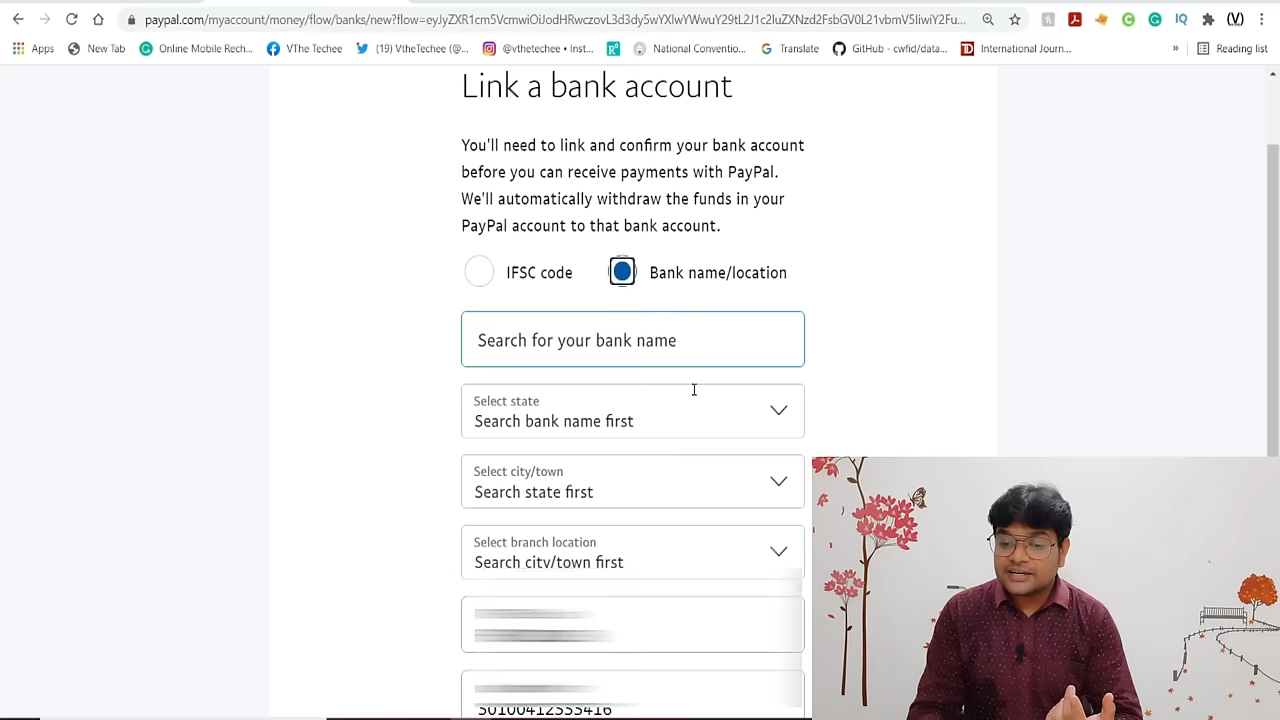 paypal.com/myaccount/money/flow/banks/new?flow=eyJyZXR1cm5VcmwiOiJodHRwczovL3d3dy5wYXlwYWwuY29tL2J1c2luZXNzd2FsbGV0L21vbmV5IiwiY2Fu...
Apps New Tab Online Mobile Rech... VThe Techee (19) VtheTechee (@... @vthetechee • Inst... National Conventio... Translate GitHub - cwfid/data... International Journ... » Reading list
Link a bank account
You'll need to link and confirm your bank account
before you can receive payments with PayPal.
We'll automatically withdraw the funds in your
PayPal account to that bank account.
IFSC code Bank name/location
Search for your bank name
Select state
Search bank name first
Select city/town
Search state first
Select branch location
Search city/town first